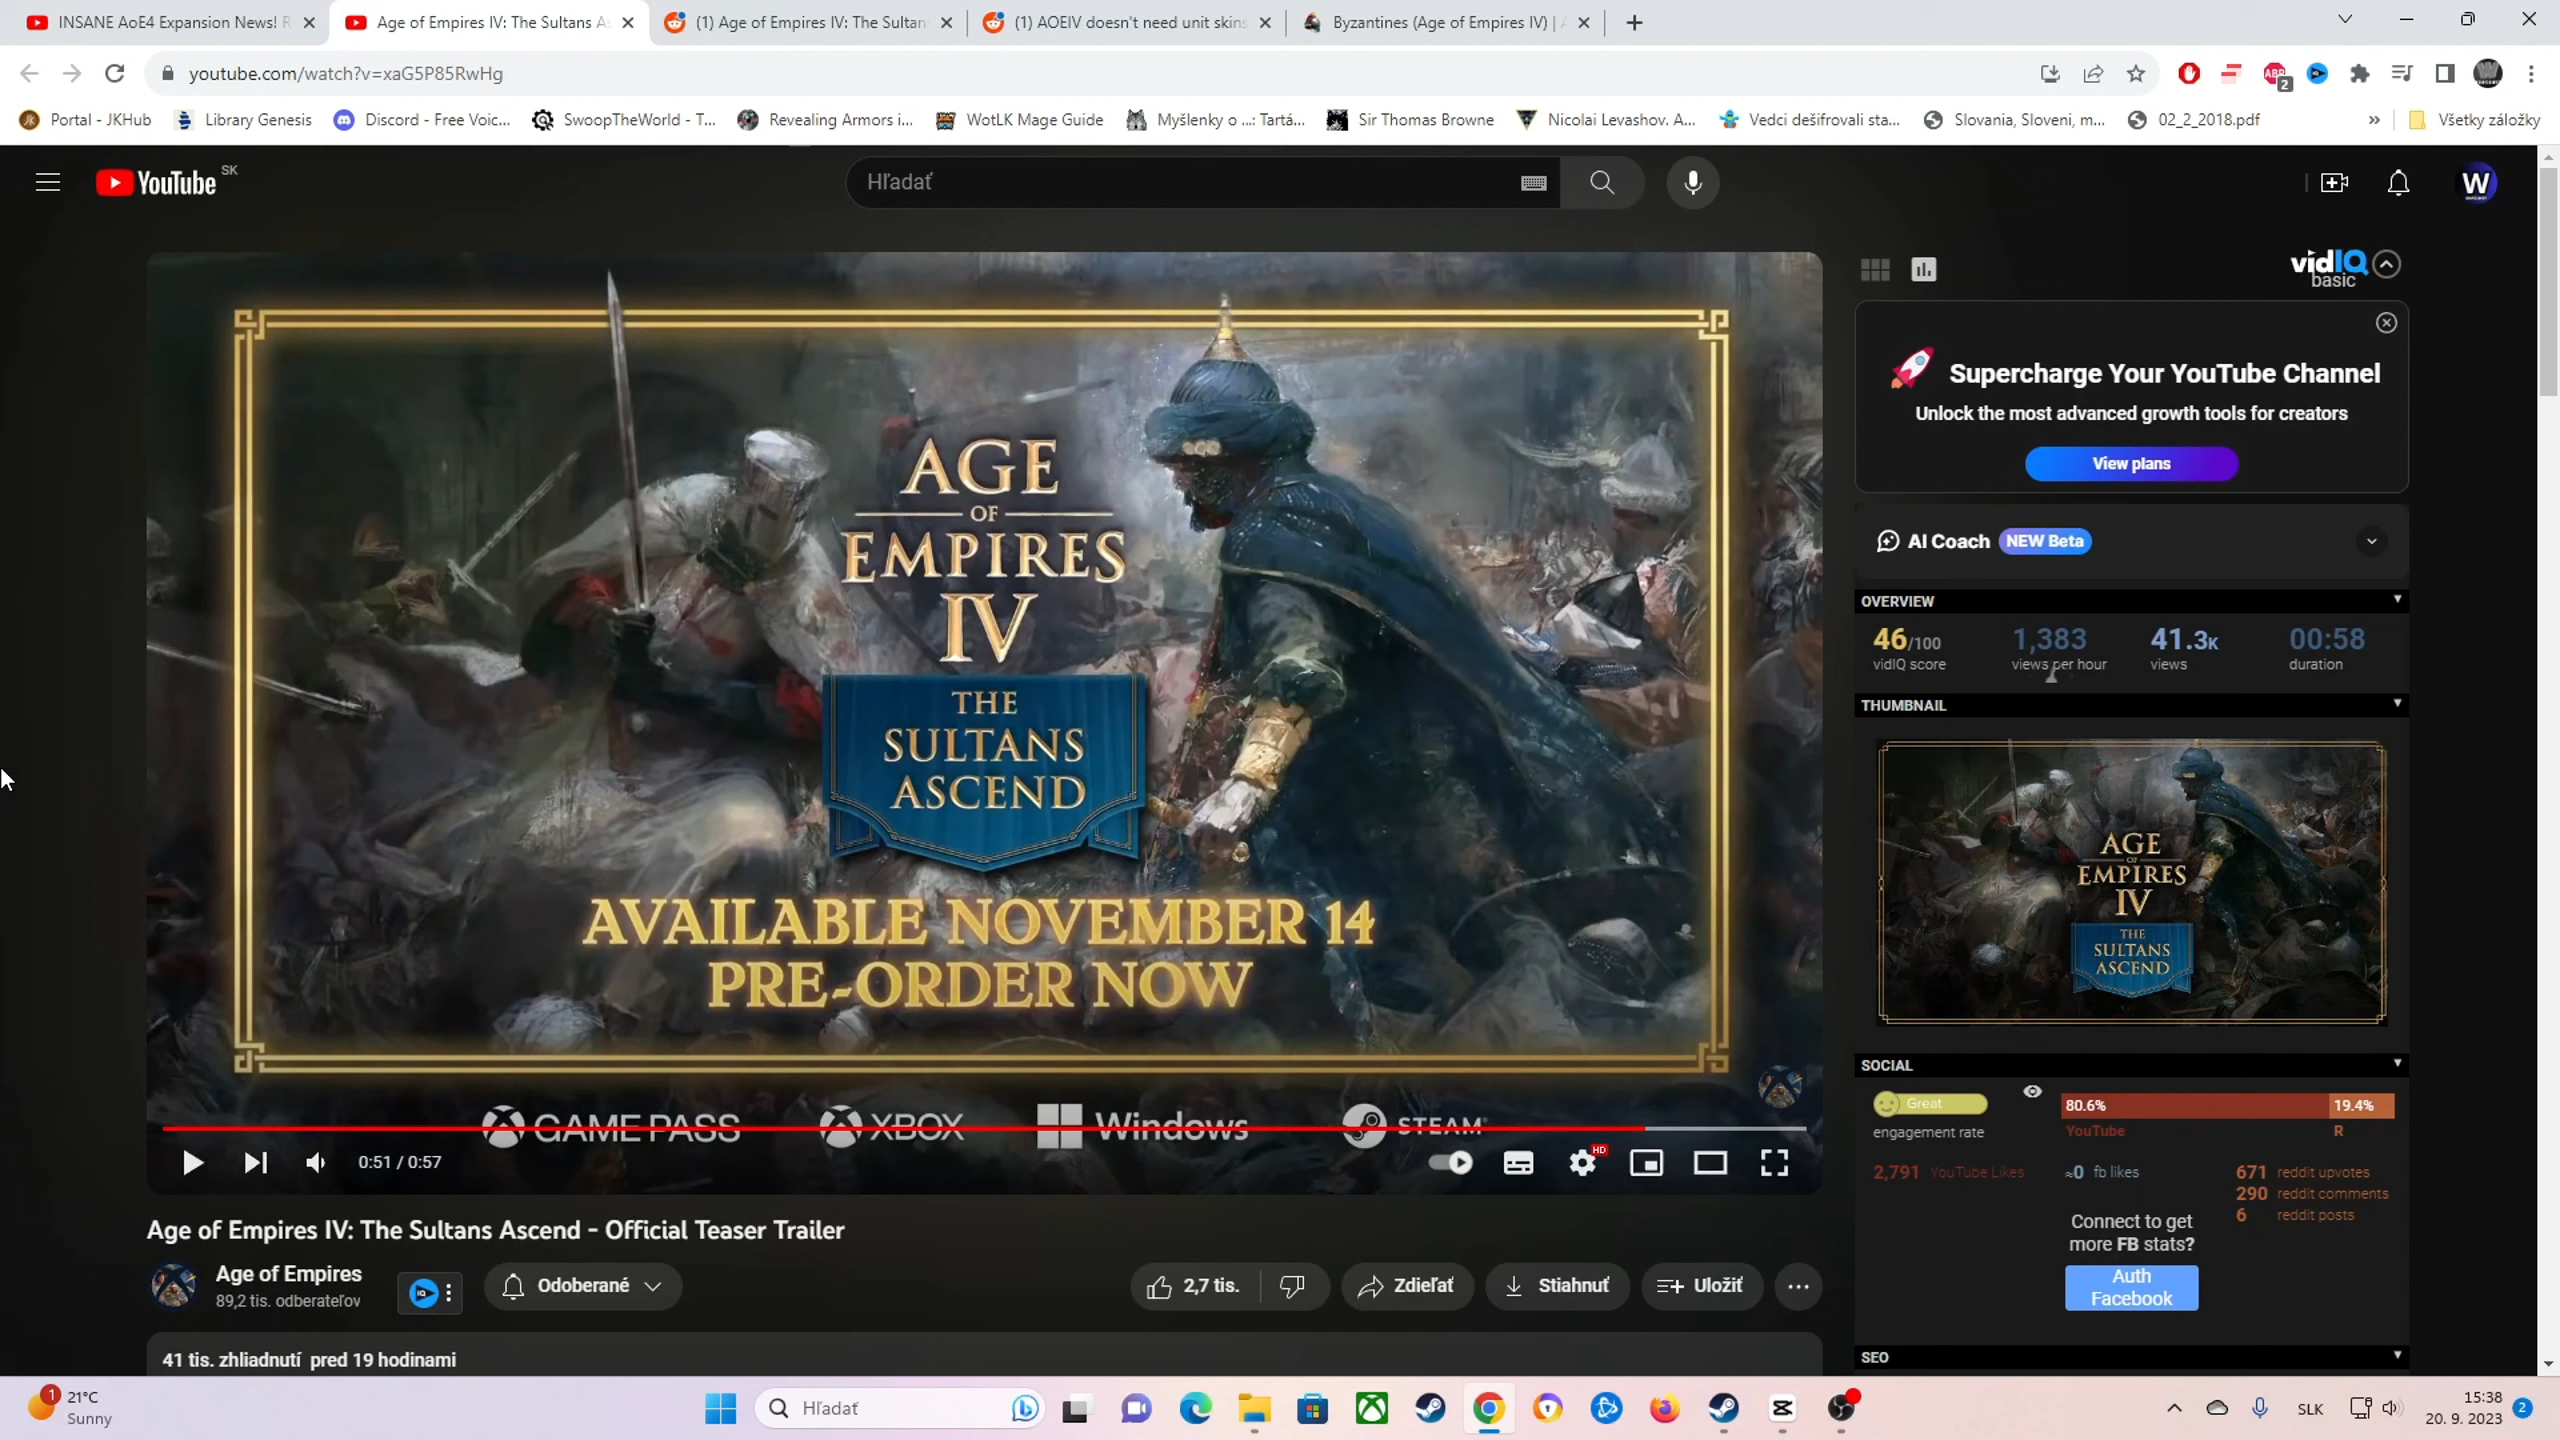 INSANE AoE4 Expansion News! R
Age of Empires IV: The Sultans As
(1) Age of Empires IV: The Sultan
(1) AOEIV doesn't need unit skins
Byzantines (Age of Empires IV) | A
youtube.com/watch?v=xaG5P85RwHg
ABP
2
Portal - JKHub
Library Genesis
Discord - Free Voic...
SwoopTheWorld - T...
Revealing Armors i...
WotLK Mage Guide
Myšlenky o ...: Tartá...
Sir Thomas Browne
Nicolai Levashov. A...
Vedci dešifrovali sta...
Slovania, Sloveni, m...
02_2_2018.pdf
»
Všetky záložky
YouTube SK
Hľadať
W
AGE
OF
EMPIRES
IV
THE
SULTANS
ASCEND
AVAILABLE NOVEMBER 14
PRE-ORDER NOW
GAME PASS
XBOX
Windows
STEAM
0:51 / 0:57
HD
Age of Empires IV: The Sultans Ascend - Official Teaser Trailer
Age of Empires
89,2 tis. odberateľov
IQ
Odoberané
2,7 tis.
Zdieľať
Stiahnuť
Uložiť
41 tis. zhliadnutí pred 19 hodinami
vidIQ
basic
Supercharge Your YouTube Channel
Unlock the most advanced growth tools for creators
View plans
AI Coach NEW Beta
OVERVIEW
46/100 1,383 41.3K 00:58
vidIQ score views per hour views duration
THUMBNAIL
AGE
OF
EMPIRES
IV
THE
SULTANS
ASCEND
SOCIAL
Great
engagement rate
80.6% 19.4%
YouTube R
2,791 YouTube Likes
≈0 fb likes
671 reddit upvotes
290 reddit comments
6 reddit posts
Connect to get
more FB stats?
Auth
Facebook
SEO
1
21°C
Sunny
Hľadať
SLK
15:38
20. 9. 2023
2